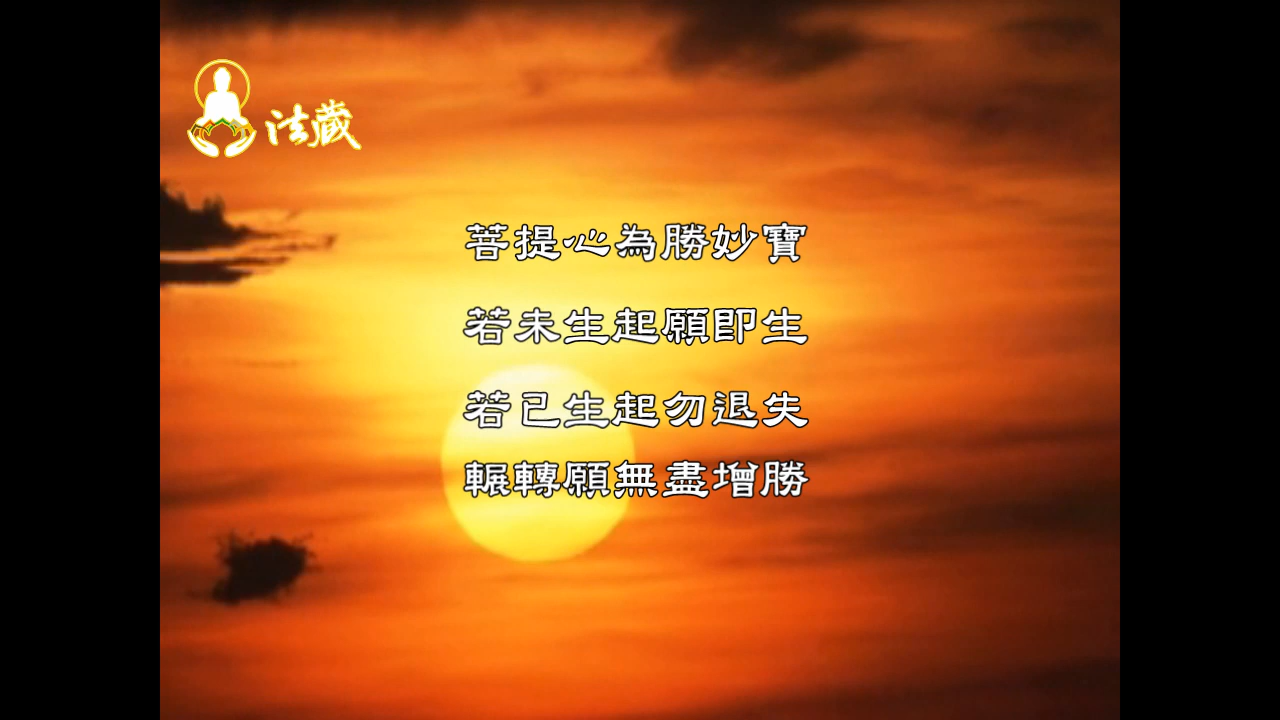 法藏
菩提心為勝妙寶
若未生起願即生
若已生起勿退失
輾轉願無盡增勝